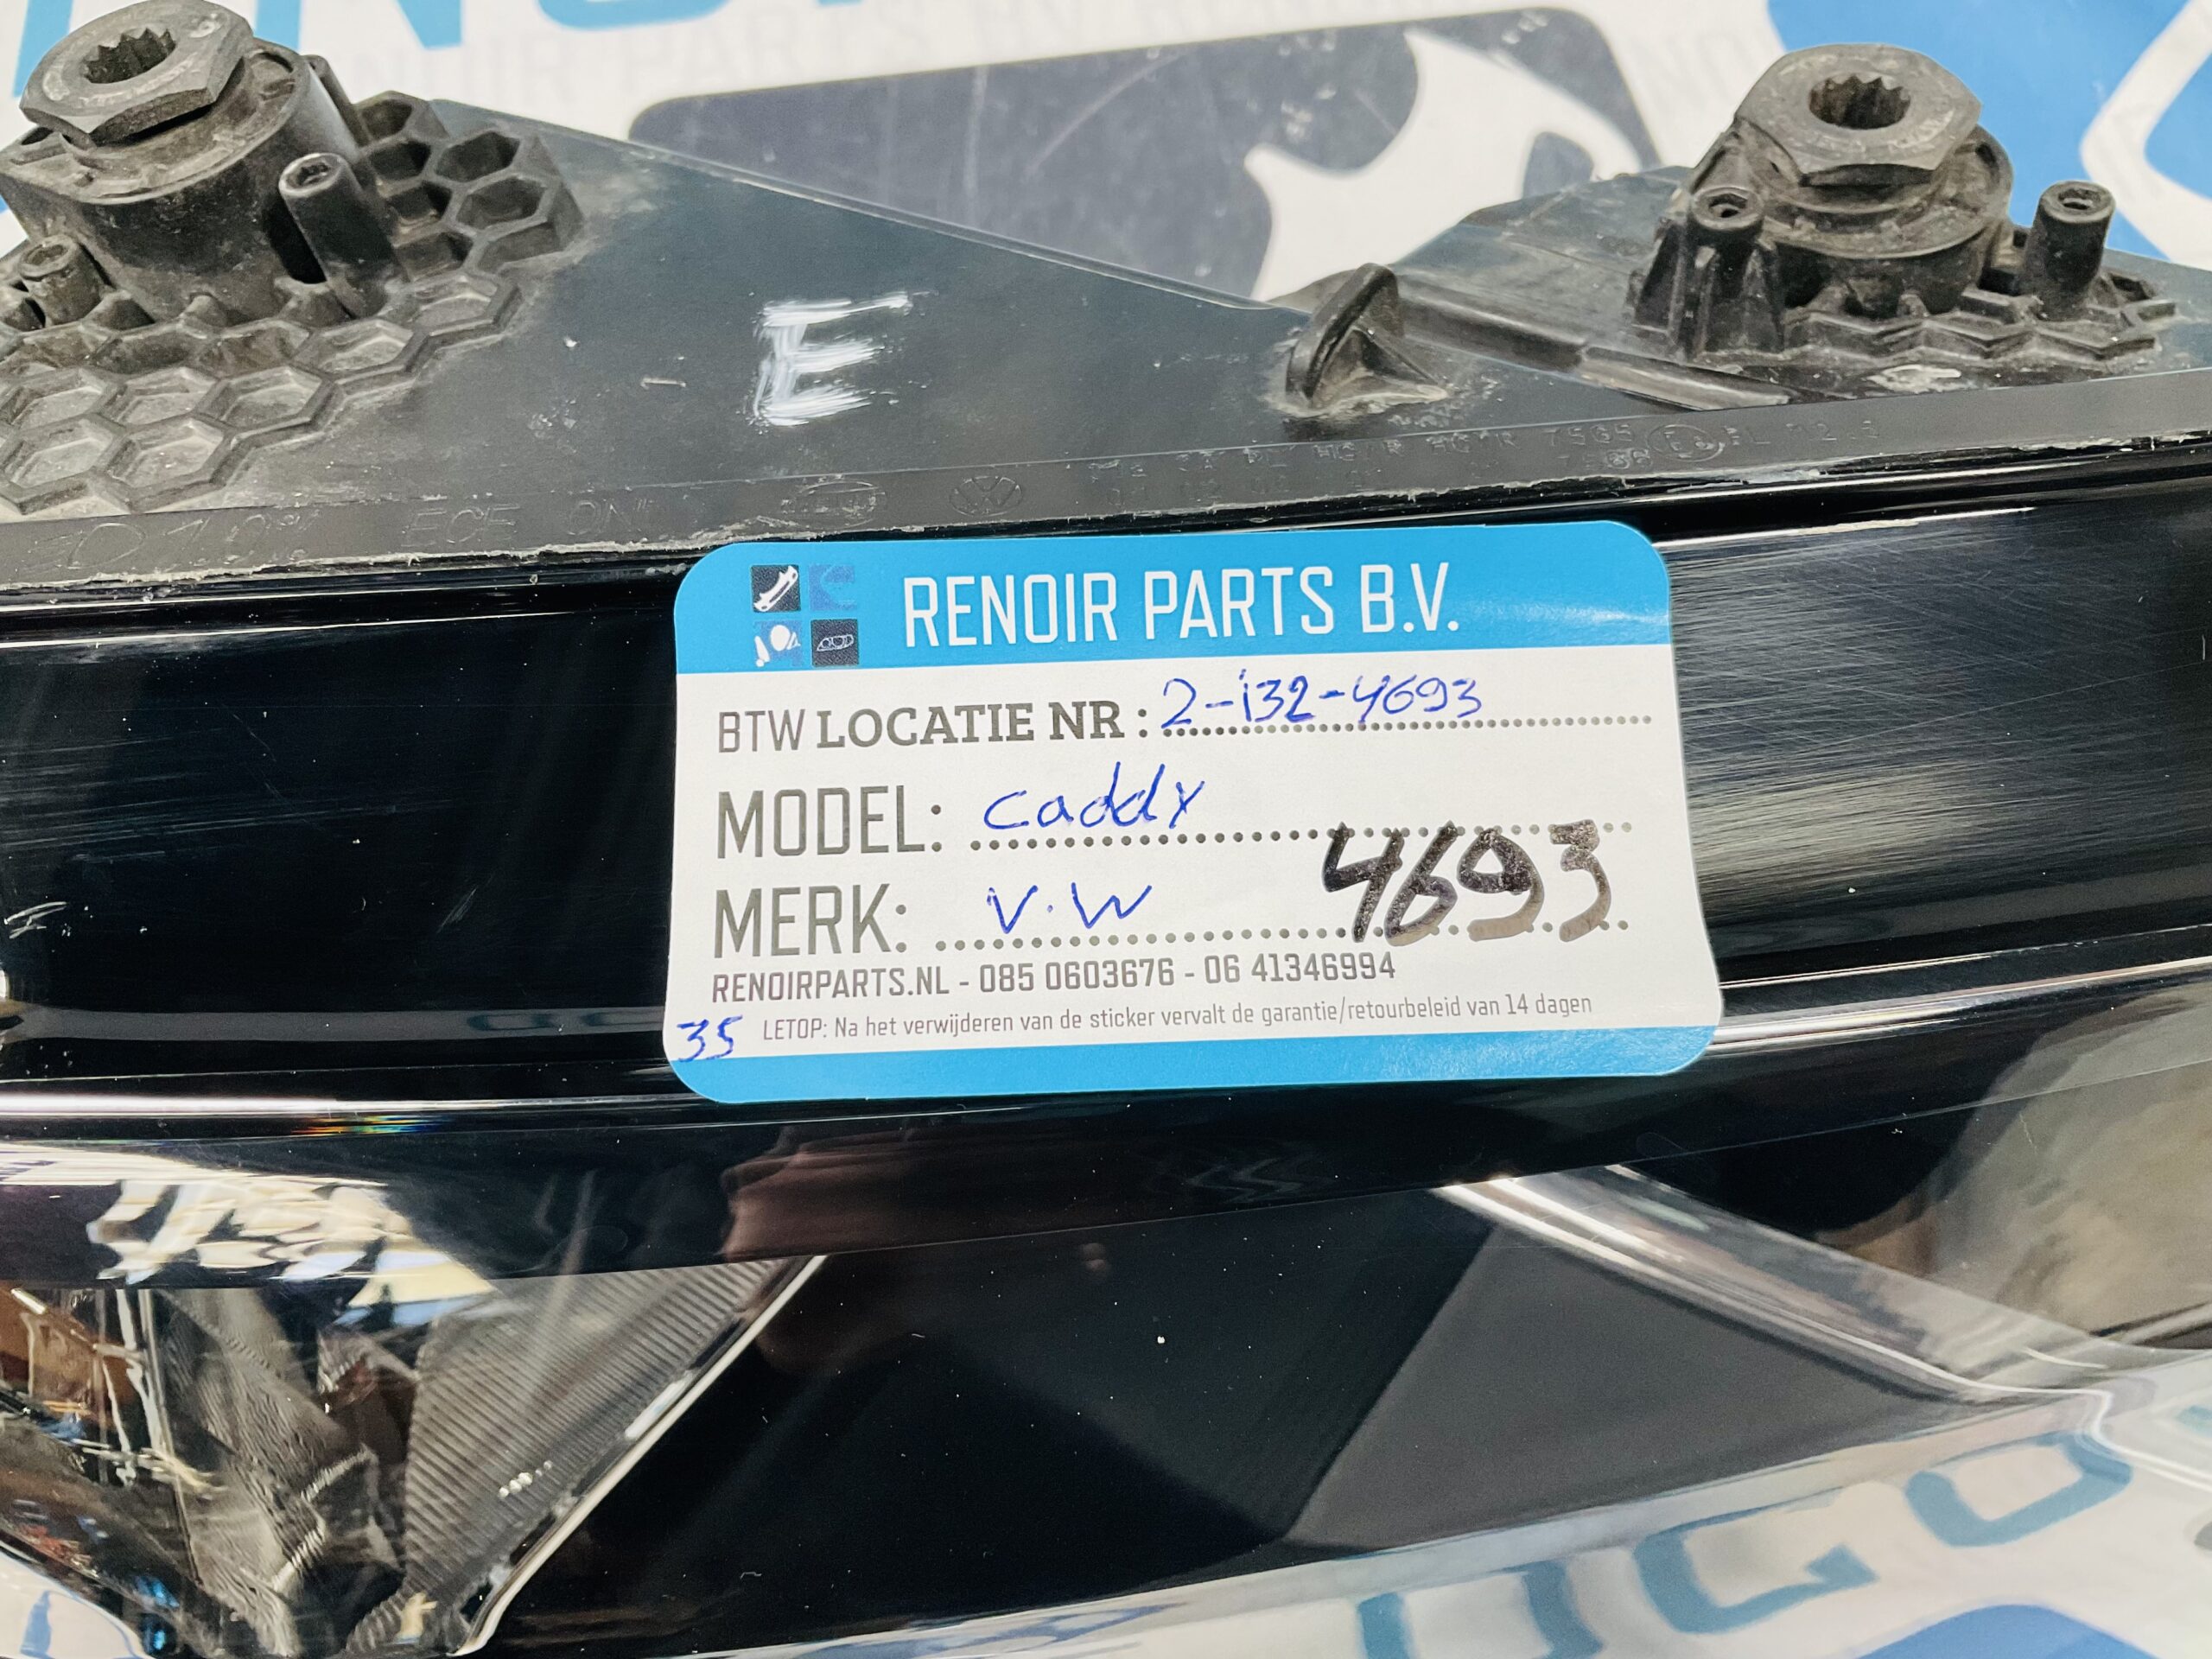 E
RENOIR PARTS B.V.
BTW LOCATIE NR : 2-i32-4693
MODEL: caddy
MERK: V.W 4693
RENOIRPARTS.NL - 085 0603676 - 06 41346994
35 LETOP: Na het verwijderen van de sticker vervalt de garantie/retourbeleid van 14 dagen